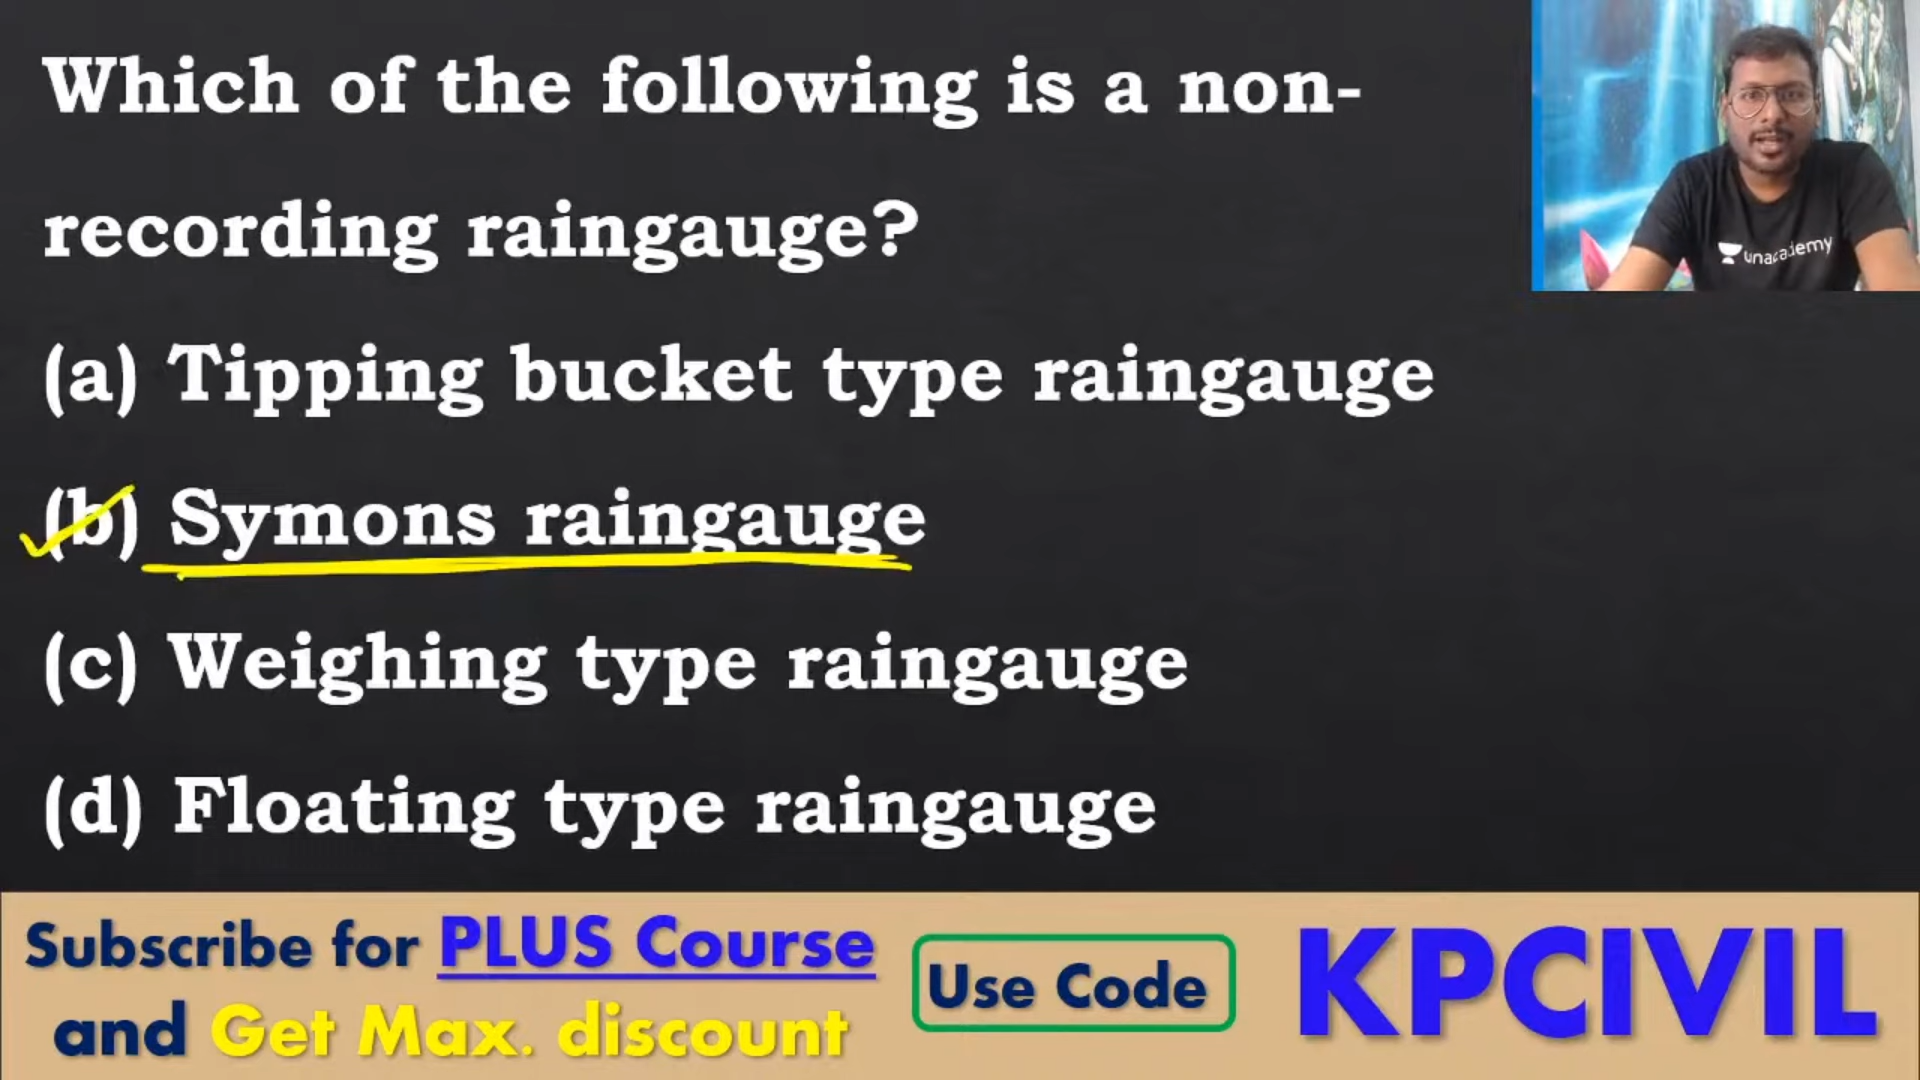 Which of the following is a non-
recording raingauge?
(a) Tipping bucket type raingauge
(b) Symons raingauge
(c) Weighing type raingauge
(d) Floating type raingauge
unacademy
Subscribe for PLUS Course
and Get Max. discount
Use Code
KPCIVIL